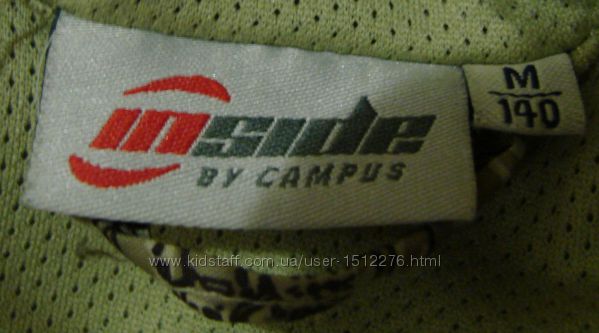 inside
BY CAMPUS
M
140
www.kidstaff.com.ua/user-1512276.html